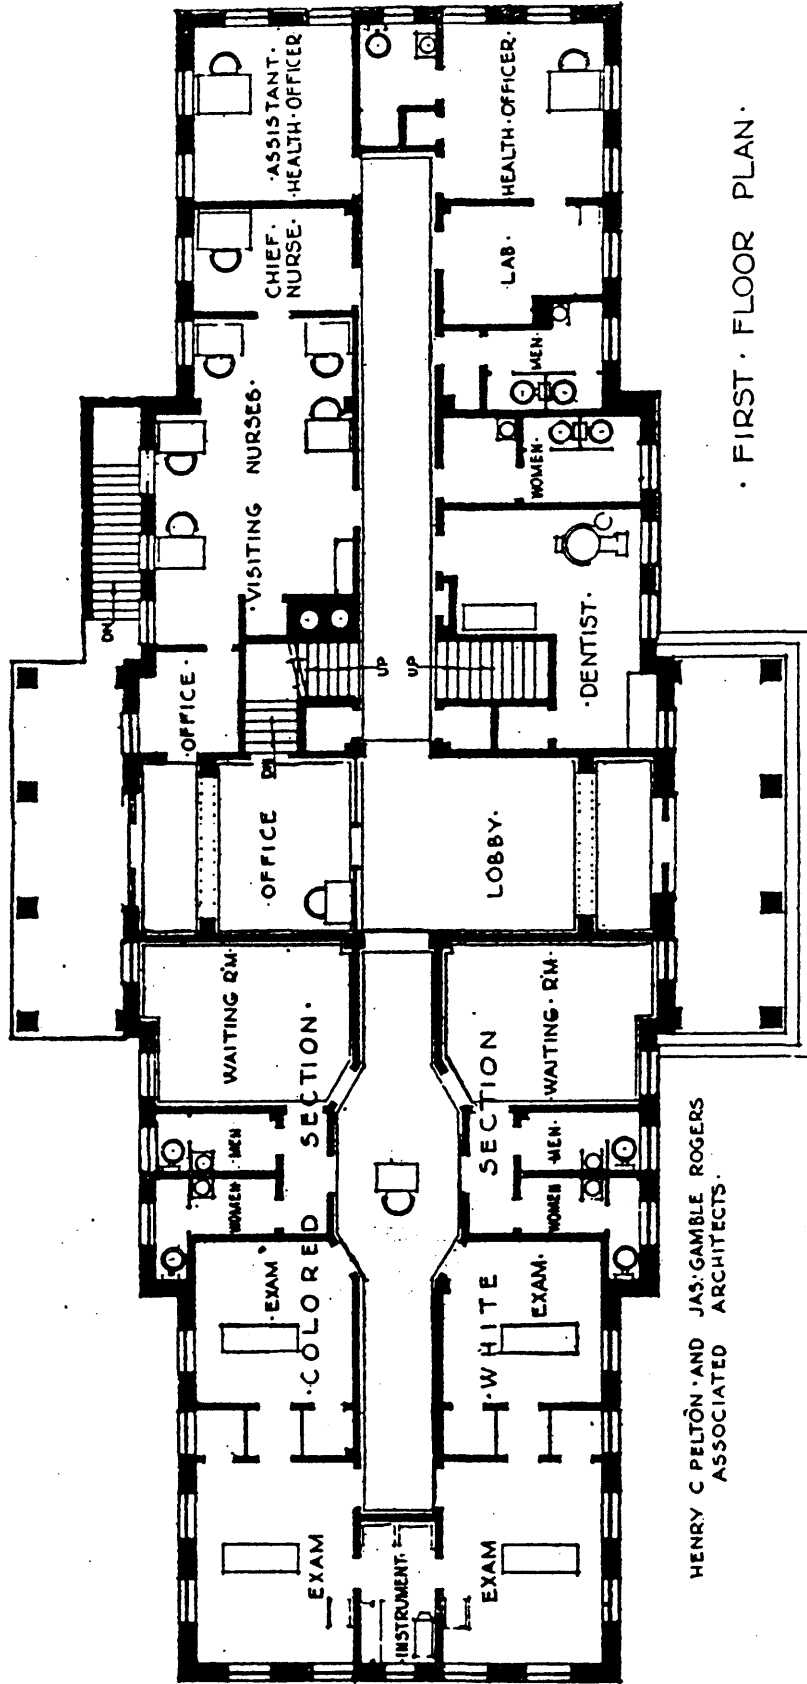 ·ASSISTANT·
·HEALTH·OFFICER
·HEALTH·OFFICER·
CHIEF·
NURSE·
LAB·
·MEN·
·WOMEN·
·VISITING NURSES·
DN
·DENTIST·
UP
UP
·OFFICE·
DN
·OFFICE
LOBBY·
WAITING R'M·
·WAITING·R'M·
·COLORED SECTION·
·WHITE SECTION
·MEN
·MEN·
WOMEN·
WOMEN
·EXAM
EXAM·
EXAM
EXAM
·INSTRUMENT·
·FIRST·FLOOR PLAN·
HENRY C PELTON·AND JAS·GAMBLE ROGERS
ASSOCIATED ARCHITECTS·